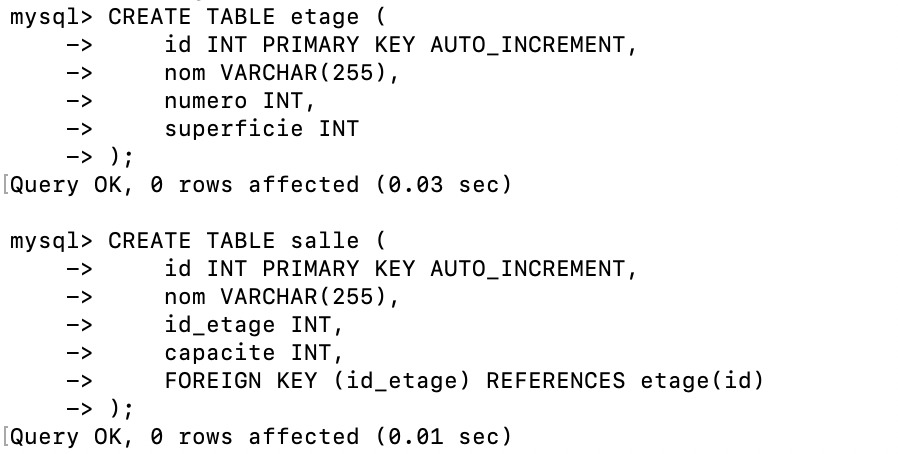 mysql> CREATE TABLE etage (
    ->     id INT PRIMARY KEY AUTO_INCREMENT,
    ->     nom VARCHAR(255),
    ->     numero INT,
    ->     superficie INT
    -> );
[Query OK, 0 rows affected (0.03 sec)

mysql> CREATE TABLE salle (
    ->     id INT PRIMARY KEY AUTO_INCREMENT,
    ->     nom VARCHAR(255),
    ->     id_etage INT,
    ->     capacite INT,
    ->     FOREIGN KEY (id_etage) REFERENCES etage(id)
    -> );
[Query OK, 0 rows affected (0.01 sec)